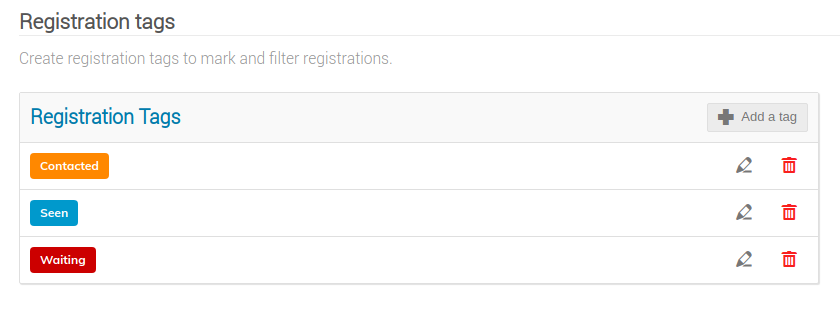 Registration tags
Create registration tags to mark and filter registrations.
Registration Tags
Add a tag
Contacted
Seen
Waiting